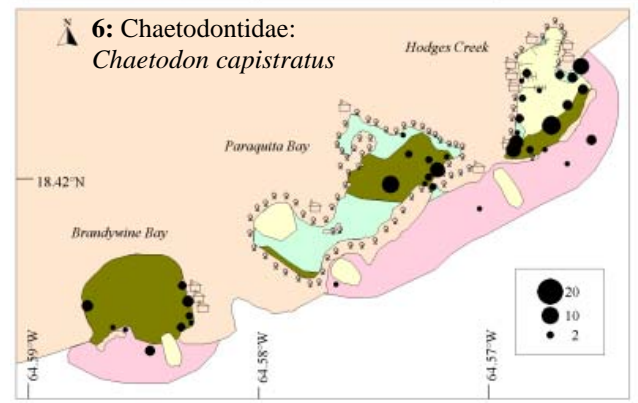 N
6: Chaetodontidae:
Chaetodon capistratus
Hodges Creek
Paraquita Bay
18.42°N
Brandywine Bay
20
10
2
64.59°W
64.58°W
64.57°W